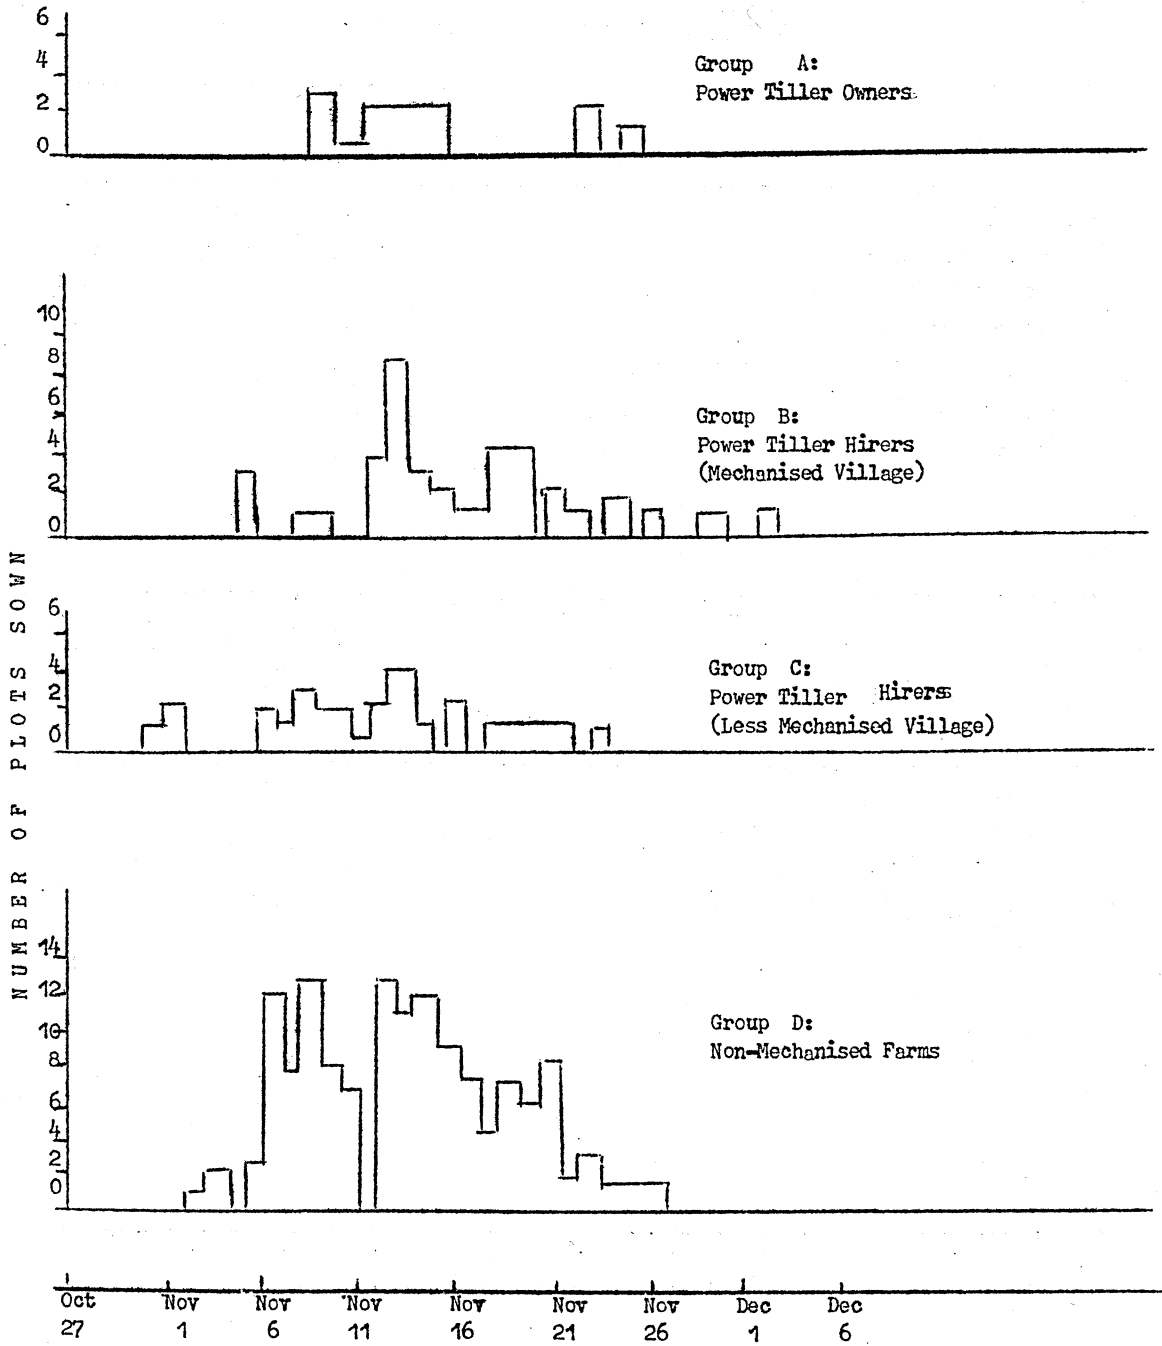 6
4
2
0
Group A:
Power Tiller Owners
10
8
6
4
2
0
Group B:
Power Tiller Hirers
(Mechanised Village)
NUMBER OF PLOTS SOWN
6
4
2
0
Group C:
Power Tiller Hirers
(Less Mechanised Village)
14
12
10
8
6
4
2
0
Group D:
Non-Mechanised Farms
Oct Nov Nov Nov Nov Nov Nov Dec Dec
27 1 6 11 16 21 26 1 6